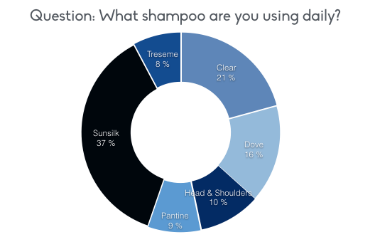 Question: What shampoo are you using daily?
Treseme
8 %
Clear
21 %
Sunsilk
37 %
Dove
16 %
Head & Shoulders
10 %
Pantine
9 %